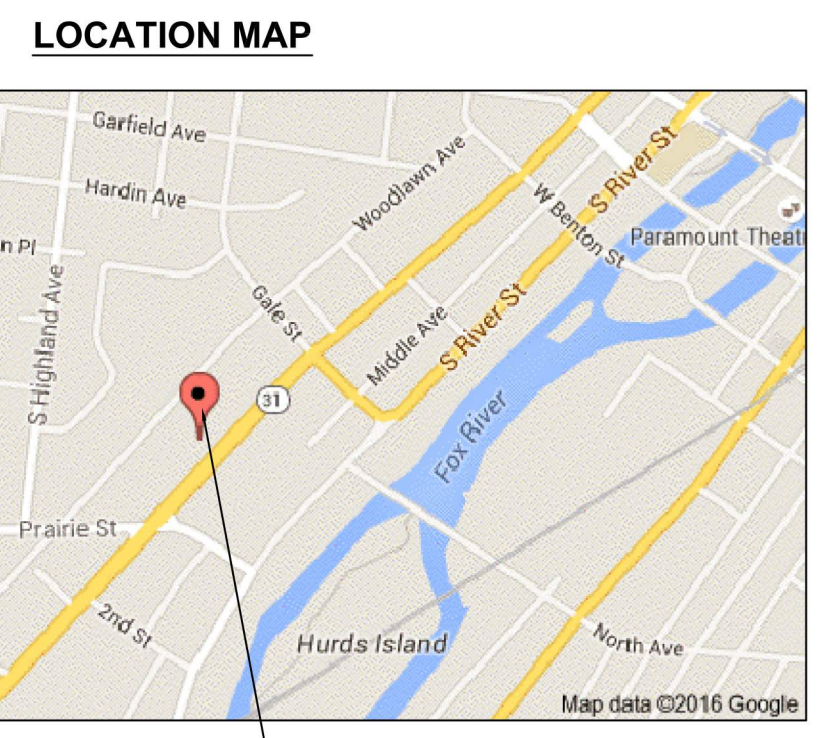 LOCATION MAP
Garfield Ave
Hardin Ave
Woodlawn Ave
S River St
W Benton St
Paramount Theat
n Pl
S Highland Ave
Gale St
Middle Ave
S River St
31
Fox River
Prairie St
2nd St
Hurds Island
North Ave
Map data ©2016 Google